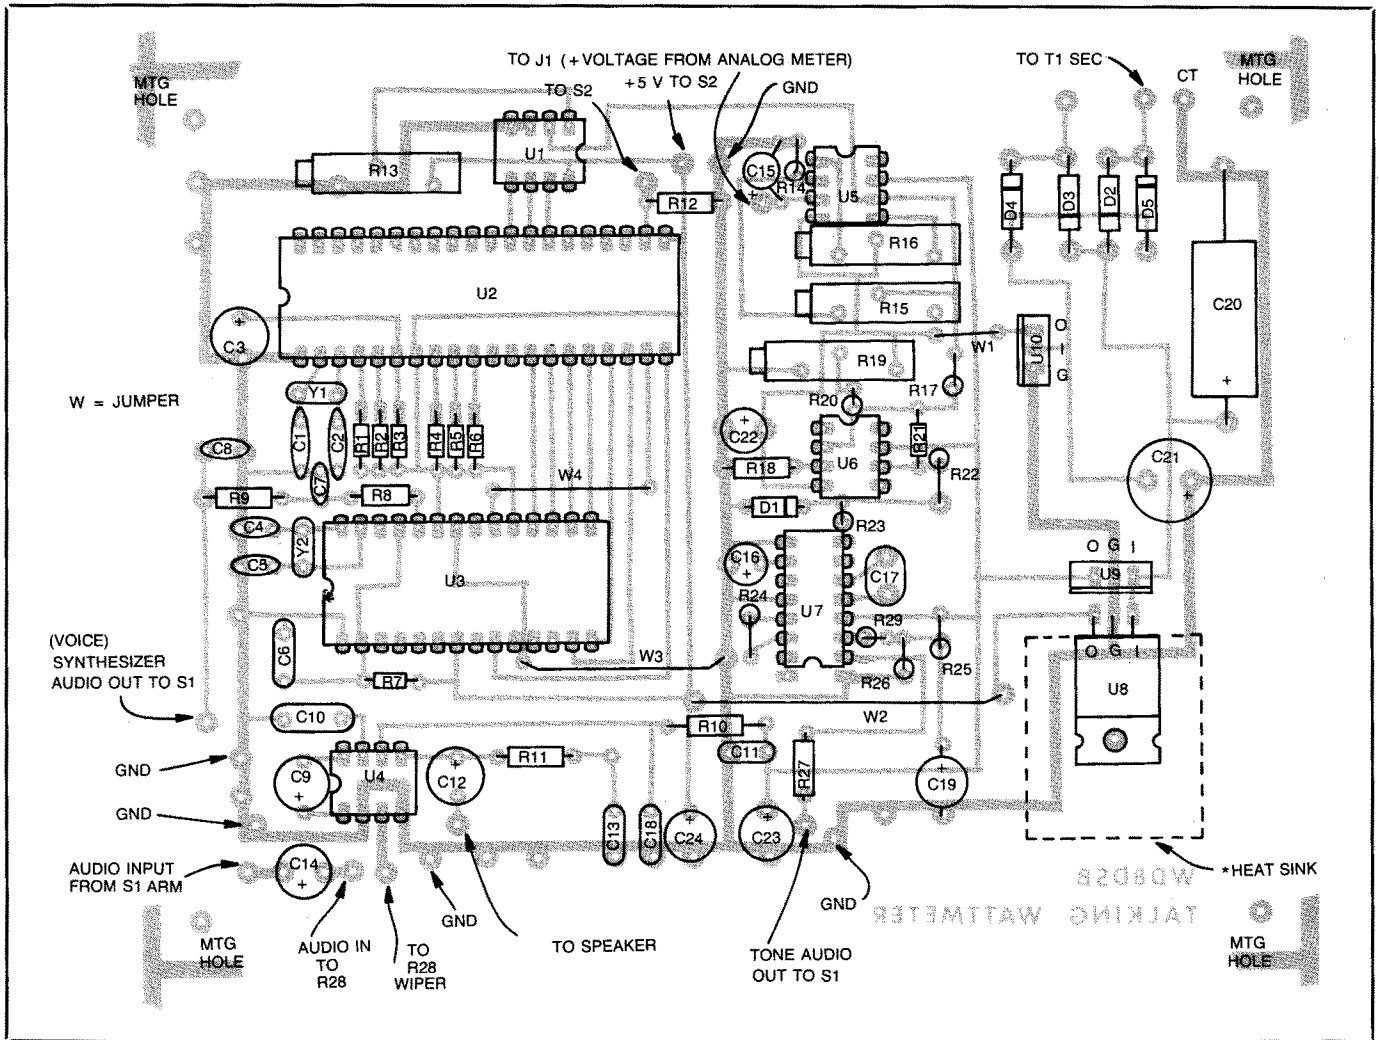 TO J1 (+VOLTAGE FROM ANALOG METER)
TO T1 SEC
MTG
HOLE
TO S2
+5 V TO S2
GND
CT
MTG
HOLE
U1
R13
C15
+
R14
U5
R12
D4
D3
D2
D5
R16
U2
R15
C20
+
+
C3
W1
U10
O
I
G
R19
R17
Y1
R20
W = JUMPER
C8
C1
C2
R1
R2
R3
R4
R5
R6
+
C22
U6
R21
R22
C21
+
C7
W4
R18
R9
R8
D1
C4
Y2
R23
O G I
C5
U3
C16
+
C17
U9
R24
U7
R29
(VOICE)
SYNTHESIZER
AUDIO OUT TO S1
C6
W3
R25
O G I
R7
R26
U8
C10
W2
R10
C11
GND
C9
+
U4
+
C12
R11
R27
+
C19
GND
C13
C18
+
C24
+
C23
AUDIO INPUT
FROM S1 ARM
C14
+
*HEAT SINK
WD8DSB
GND
GND
TALKING WATTMETER
MTG
HOLE
AUDIO IN
TO
R28
TO
R28
WIPER
TO SPEAKER
TONE AUDIO
OUT TO S1
MTG
HOLE